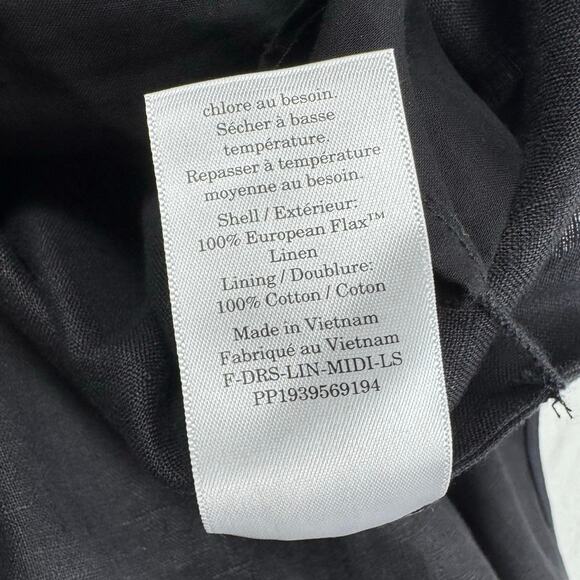 chlore au besoin.
Sécher à basse
température.
Repasser à température
moyenne au besoin.
Shell / Extérieur:
100% European Flax™
Linen
Lining / Doublure:
100% Cotton / Coton
Made in Vietnam
Fabriqué au Vietnam
F-DRS-LIN-MIDI-LS
PP1939569194